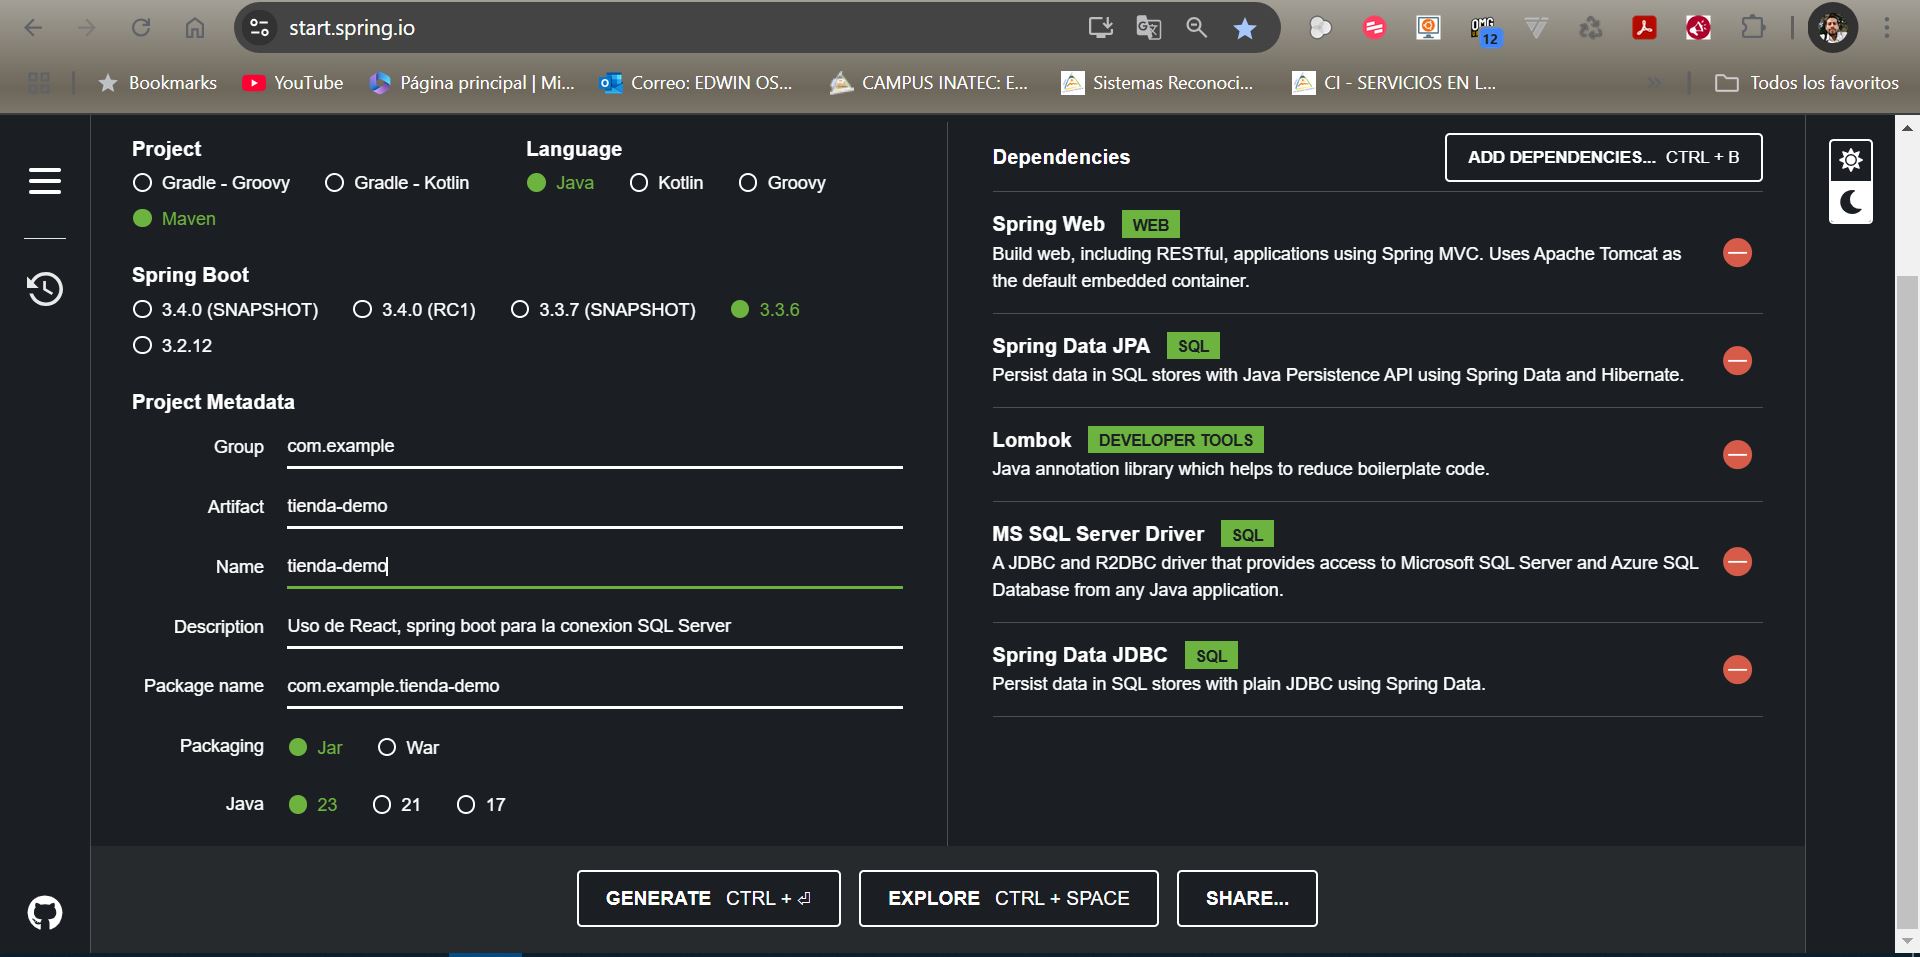 start.spring.io
OMG
12
Bookmarks
YouTube
Página principal | Mi...
Correo: EDWIN OS...
CAMPUS INATEC: E...
Sistemas Reconoci...
CI - SERVICIOS EN L...
»
Todos los favoritos
Project
Gradle - Groovy
Gradle - Kotlin
Maven
Language
Java
Kotlin
Groovy
Spring Boot
3.4.0 (SNAPSHOT)
3.4.0 (RC1)
3.3.7 (SNAPSHOT)
3.3.6
3.2.12
Project Metadata
Group
com.example
Artifact
tienda-demo
Name
tienda-demo
Description
Uso de React, spring boot para la conexion SQL Server
Package name
com.example.tienda-demo
Packaging
Jar
War
Java
23
21
17
Dependencies
ADD DEPENDENCIES... CTRL + B
Spring Web WEB
Build web, including RESTful, applications using Spring MVC. Uses Apache Tomcat as
the default embedded container.
Spring Data JPA SQL
Persist data in SQL stores with Java Persistence API using Spring Data and Hibernate.
Lombok DEVELOPER TOOLS
Java annotation library which helps to reduce boilerplate code.
MS SQL Server Driver SQL
A JDBC and R2DBC driver that provides access to Microsoft SQL Server and Azure SQL
Database from any Java application.
Spring Data JDBC SQL
Persist data in SQL stores with plain JDBC using Spring Data.
GENERATE CTRL + ⏎
EXPLORE CTRL + SPACE
SHARE...